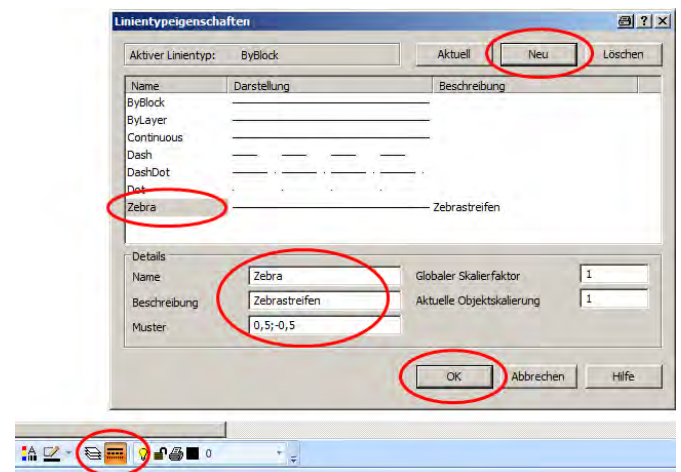 Linientypeigenschaften
Aktiver Linientyp: ByBlock Aktuell Neu Löschen
Name Darstellung Beschreibung
ByBlock
ByLayer
Continuous
Dash
DashDot
Dot
Zebra Zebrastreifen
Details
Name Zebra Globaler Skalierfaktor 1
Beschreibung Zebrastreifen Aktuelle Objektskalierung 1
Muster 0,5;-0,5
OK Abbrechen Hilfe
0